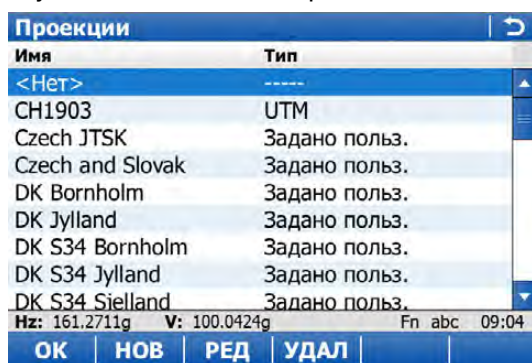 Проекции
Имя Тип
<Нет> -----
CH1903 UTM
Czech JTSK Задано польз.
Czech and Slovak Задано польз.
DK Bornholm Задано польз.
DK Jylland Задано польз.
DK S34 Bornholm Задано польз.
DK S34 Jylland Задано польз.
DK S34 Sjelland Задано польз.
Hz: 161.2711g V: 100.0424g Fn abc 09:04
ОК НОВ РЕД УДАЛ